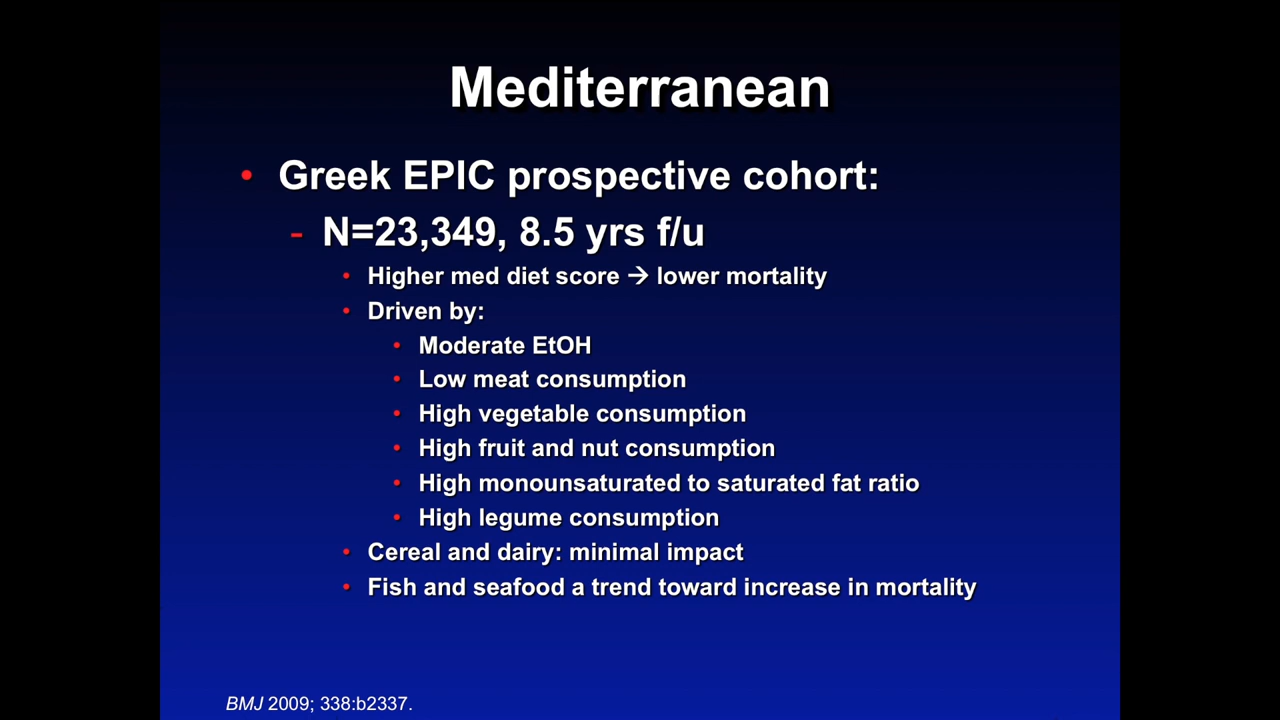 Mediterranean
• Greek EPIC prospective cohort:
- N=23,349, 8.5 yrs f/u
• Higher med diet score → lower mortality
• Driven by:
• Moderate EtOH
• Low meat consumption
• High vegetable consumption
• High fruit and nut consumption
• High monounsaturated to saturated fat ratio
• High legume consumption
• Cereal and dairy: minimal impact
• Fish and seafood a trend toward increase in mortality
BMJ 2009; 338:b2337.